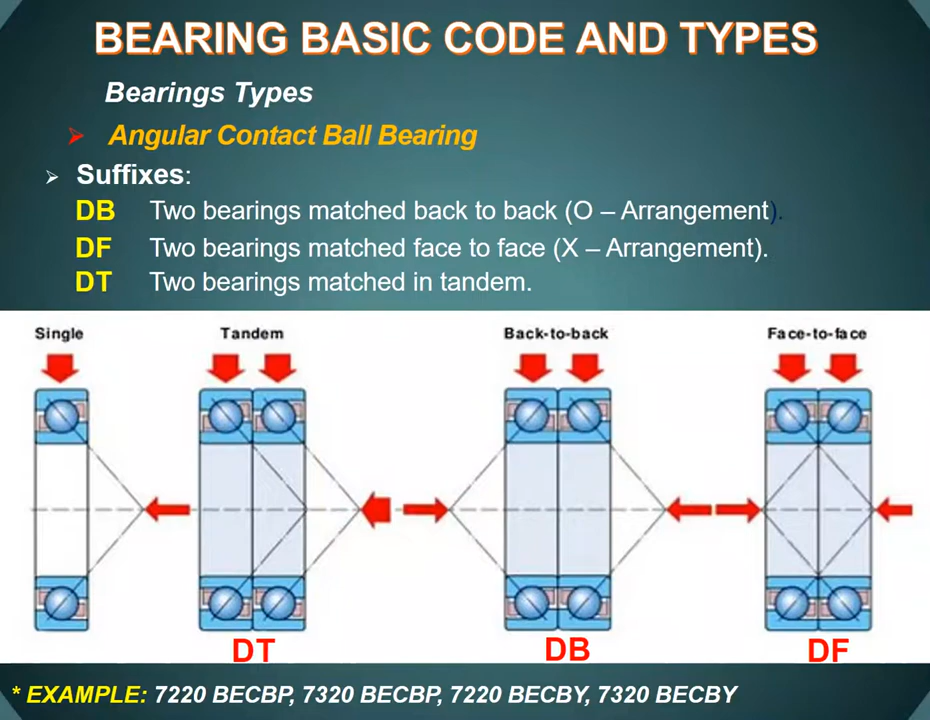 BEARING BASIC CODE AND TYPES
Bearings Types
Angular Contact Ball Bearing
Suffixes:
DB Two bearings matched back to back (O – Arrangement).
DF Two bearings matched face to face (X – Arrangement).
DT Two bearings matched in tandem.
Single Tandem Back-to-back Face-to-face
DT DB DF
* EXAMPLE: 7220 BECBP, 7320 BECBP, 7220 BECBY, 7320 BECBY